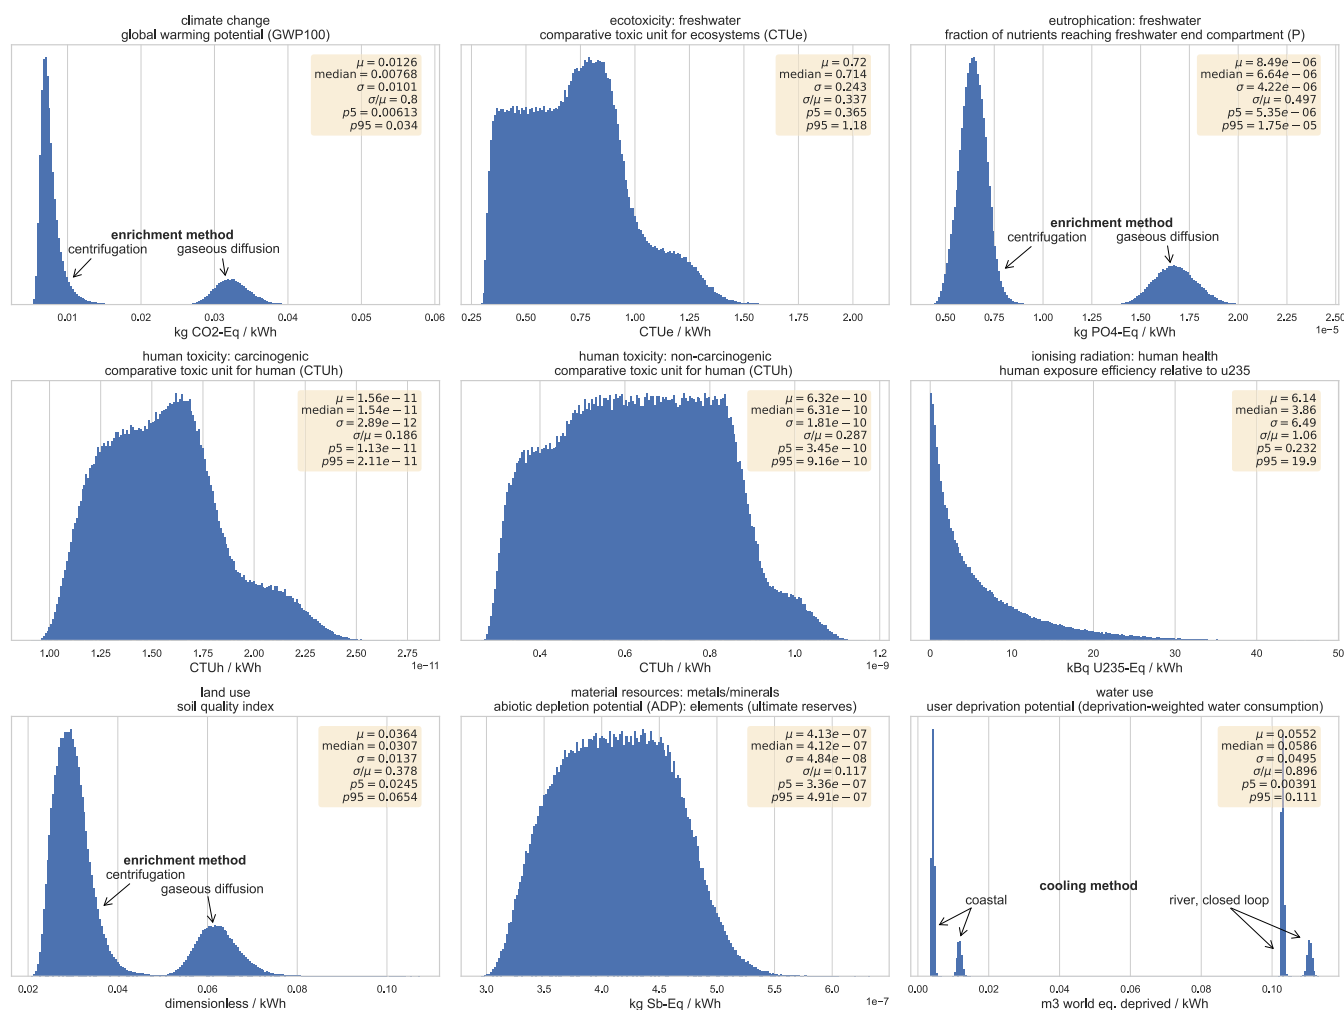 climate change
global warming potential (GWP100)
μ = 0.0126
median = 0.00768
σ = 0.0101
σ/μ = 0.8
p5 = 0.00613
p95 = 0.034
enrichment method
centrifugation
gaseous diffusion
0.01 0.02 0.03 0.04 0.05 0.06
kg CO2-Eq / kWh
ecotoxicity: freshwater
comparative toxic unit for ecosystems (CTUe)
μ = 0.72
median = 0.714
σ = 0.243
σ/μ = 0.337
p5 = 0.365
p95 = 1.18
0.25 0.50 0.75 1.00 1.25 1.50 1.75 2.00
CTUe / kWh
eutrophication: freshwater
fraction of nutrients reaching freshwater end compartment (P)
μ = 8.49e − 06
median = 6.64e − 06
σ = 4.22e − 06
σ/μ = 0.497
p5 = 5.35e − 06
p95 = 1.75e − 05
enrichment method
centrifugation
gaseous diffusion
0.50 0.75 1.00 1.25 1.50 1.75 2.00 2.25 2.50
1e−5
kg PO4-Eq / kWh
human toxicity: carcinogenic
comparative toxic unit for human (CTUh)
μ = 1.56e − 11
median = 1.54e − 11
σ = 2.89e − 12
σ/μ = 0.186
p5 = 1.13e − 11
p95 = 2.11e − 11
1.00 1.25 1.50 1.75 2.00 2.25 2.50 2.75
1e−11
CTUh / kWh
human toxicity: non-carcinogenic
comparative toxic unit for human (CTUh)
μ = 6.32e − 10
median = 6.31e − 10
σ = 1.81e − 10
σ/μ = 0.287
p5 = 3.45e − 10
p95 = 9.16e − 10
0.4 0.6 0.8 1.0 1.2
1e−9
CTUh / kWh
ionising radiation: human health
human exposure efficiency relative to u235
μ = 6.14
median = 3.86
σ = 6.49
σ/μ = 1.06
p5 = 0.232
p95 = 19.9
0 10 20 30 40 50
kBq U235-Eq / kWh
land use
soil quality index
μ = 0.0364
median = 0.0307
σ = 0.0137
σ/μ = 0.378
p5 = 0.0245
p95 = 0.0654
enrichment method
centrifugation
gaseous diffusion
0.02 0.04 0.06 0.08 0.10
dimensionless / kWh
material resources: metals/minerals
abiotic depletion potential (ADP): elements (ultimate reserves)
μ = 4.13e − 07
median = 4.12e − 07
σ = 4.84e − 08
σ/μ = 0.117
p5 = 3.36e − 07
p95 = 4.91e − 07
3.0 3.5 4.0 4.5 5.0 5.5 6.0 6.5
1e−7
kg Sb-Eq / kWh
water use
user deprivation potential (deprivation-weighted water consumption)
μ = 0.0552
median = 0.0586
σ = 0.0495
σ/μ = 0.896
p5 = 0.00391
p95 = 0.111
cooling method
coastal
river, closed loop
0.00 0.02 0.04 0.06 0.08 0.10
m3 world eq. deprived / kWh